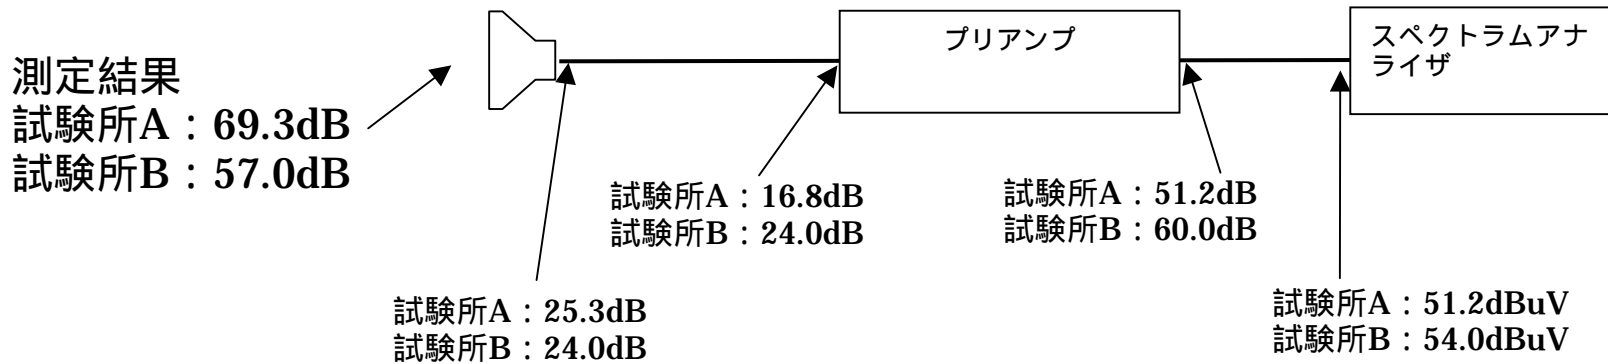 測定結果
試験所A：69.3dB
試験所B：57.0dB
プリアンプ
スペクトラムアナ
ライザ
試験所A：16.8dB
試験所B：24.0dB
試験所A：51.2dB
試験所B：60.0dB
試験所A：25.3dB
試験所B：24.0dB
試験所A：51.2dBuV
試験所B：54.0dBuV